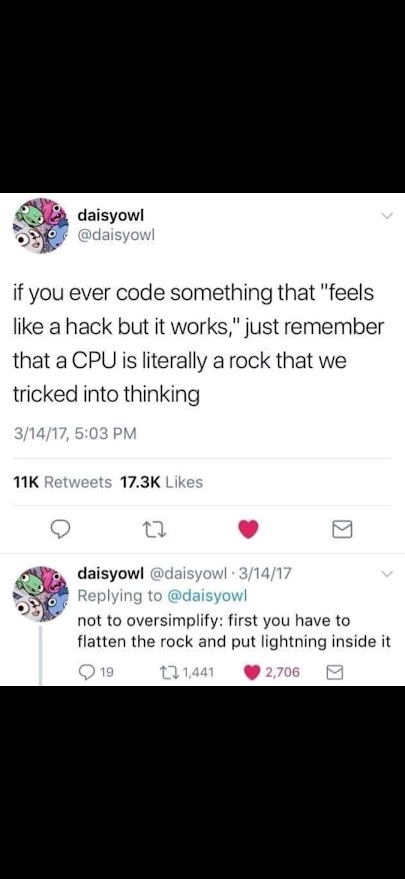 daisyowl
@daisyowl
if you ever code something that "feels
like a hack but it works," just remember
that a CPU is literally a rock that we
tricked into thinking
3/14/17, 5:03 PM
11K Retweets 17.3K Likes
daisyowl @daisyowl · 3/14/17
Replying to @daisyowl
not to oversimplify: first you have to
flatten the rock and put lightning inside it
19 1,441 2,706